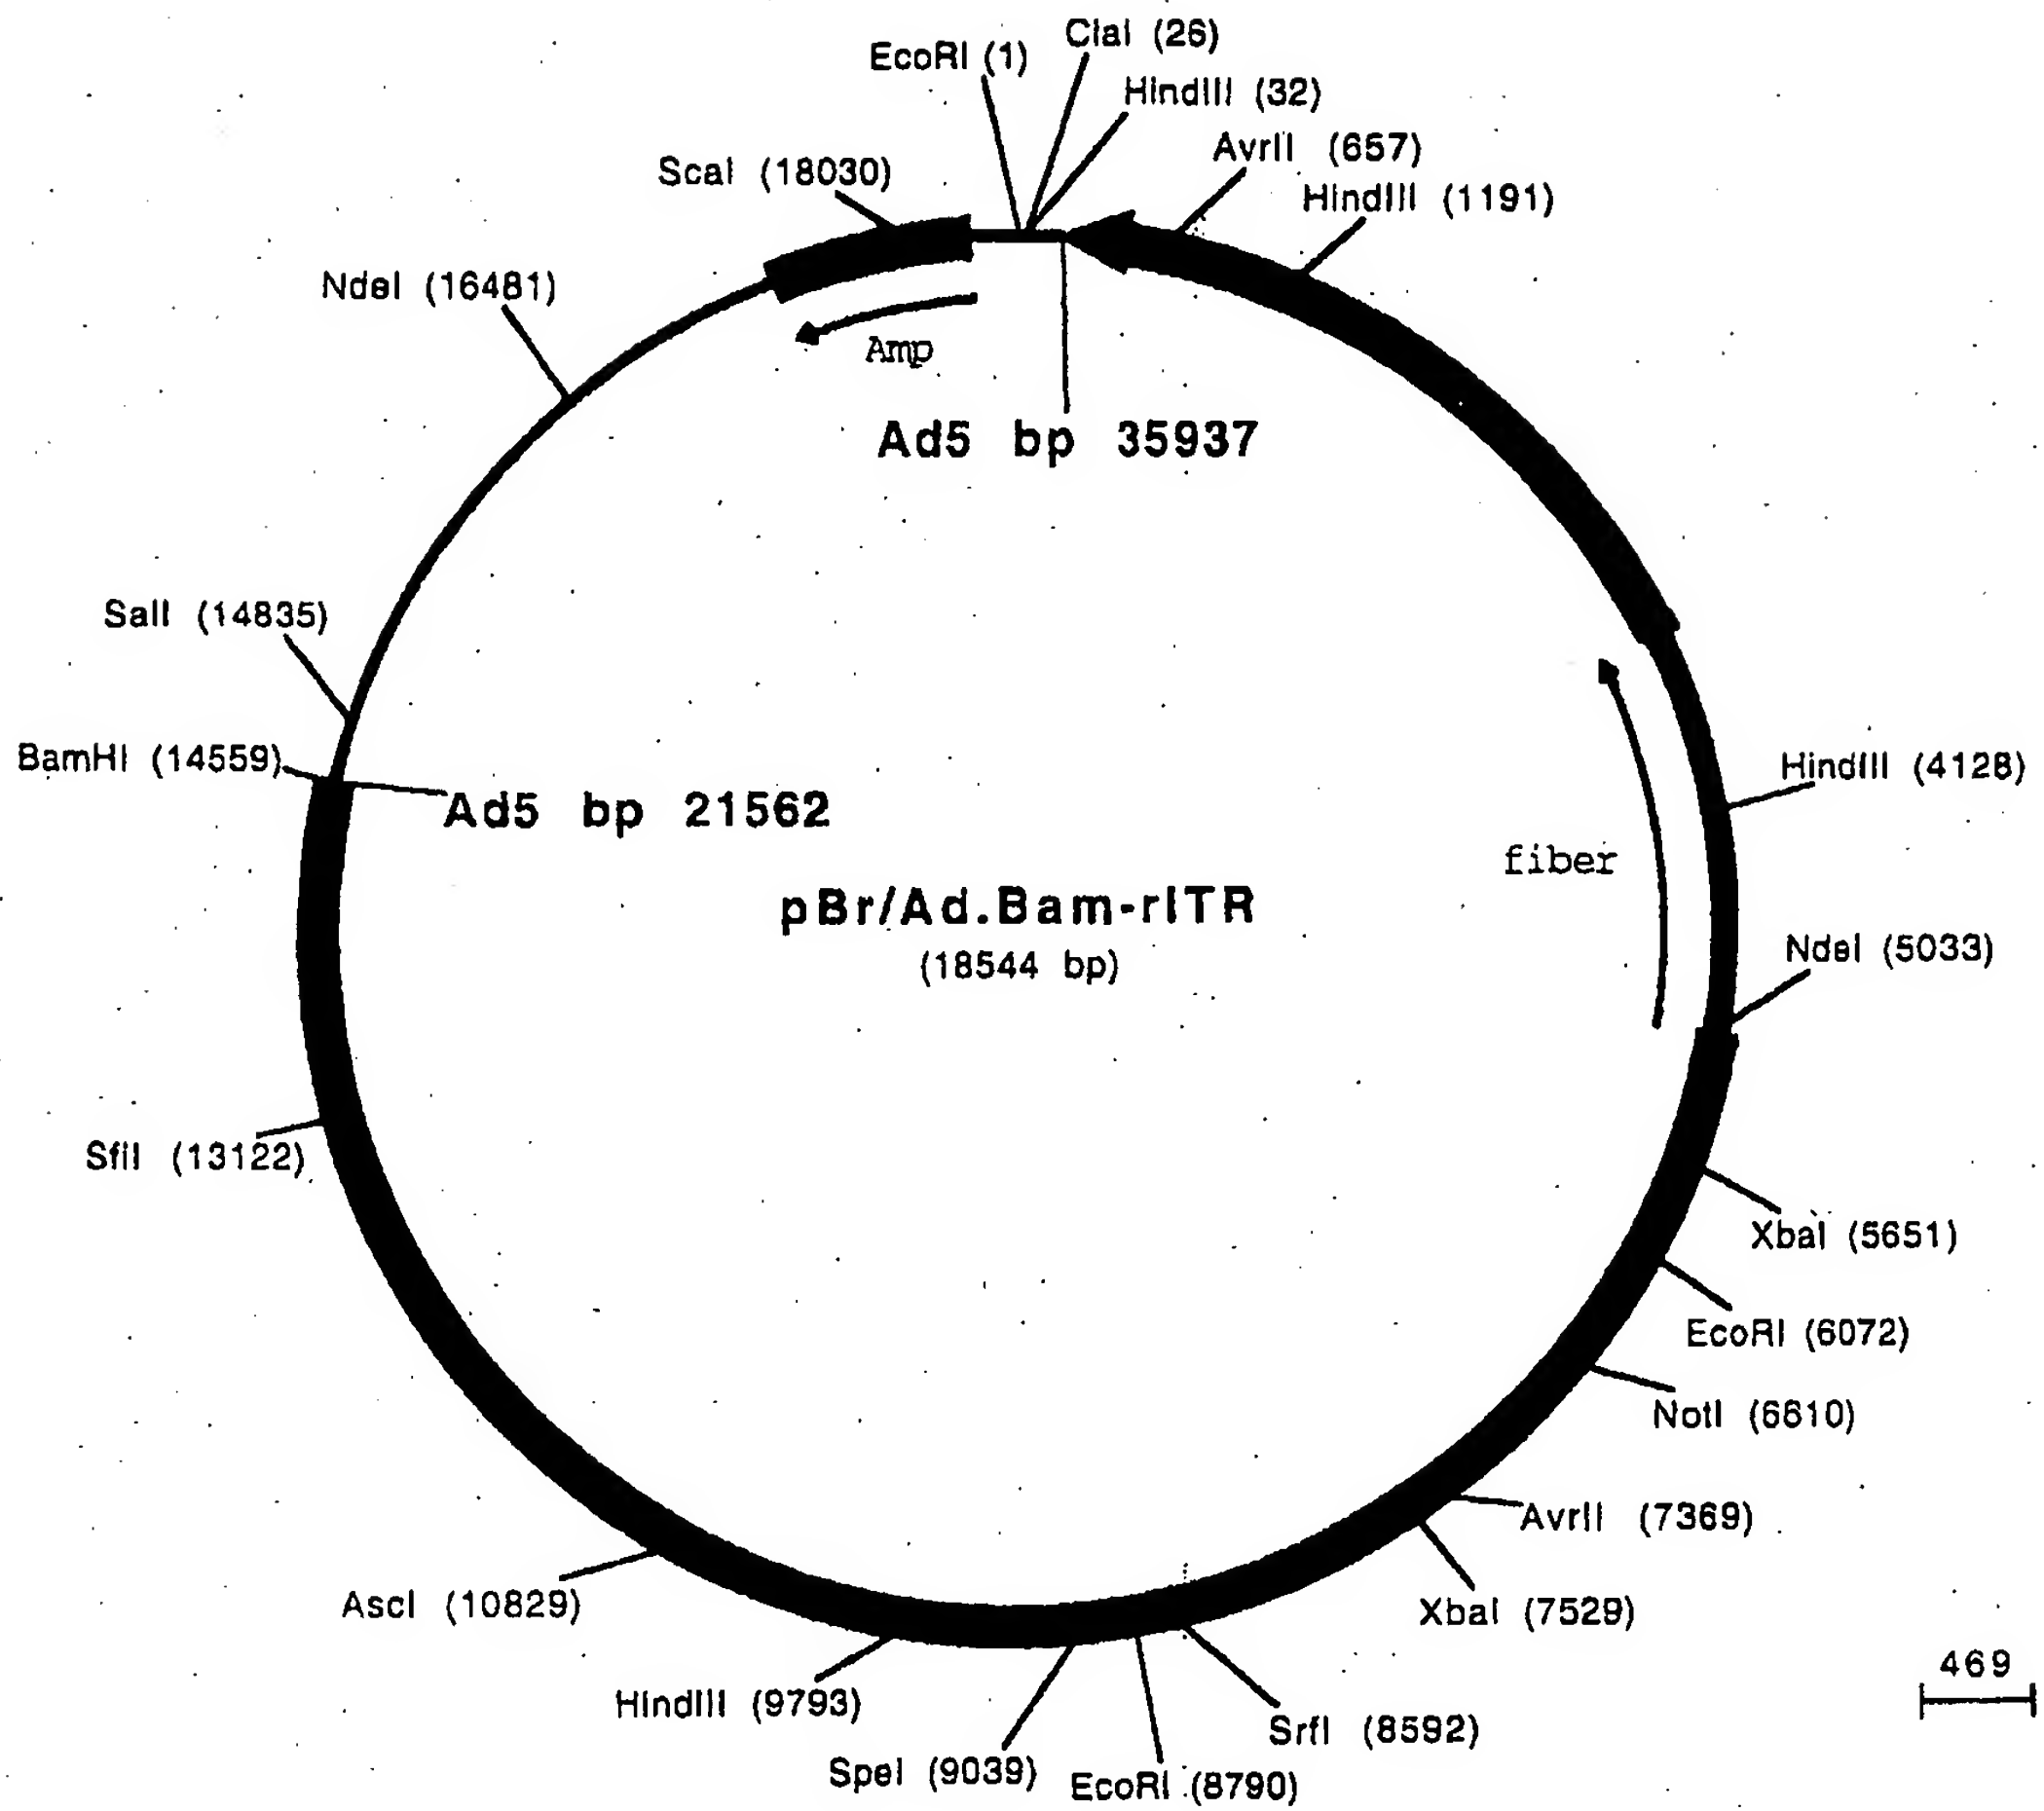 ClaI (26)
EcoRI (1)
HindIII (32)
AvrII (657)
ScaI (18030)
HindIII (1191)
NdeI (16481)
Amp
Ad5 bp 35937
SalI (14835)
BamHI (14559)
HindIII (4128)
Ad5 bp 21562
fiber
pBr/Ad.Bam-rITR
(18544 bp)
NdeI (5033)
SfiI (13122)
XbaI (5651)
EcoRI (6072)
NotI (6610)
AvrII (7369)
AscI (10829)
XbaI (7529)
469
HindIII (9793)
SrfI (8592)
SpeI (9039)
EcoRI (8790)